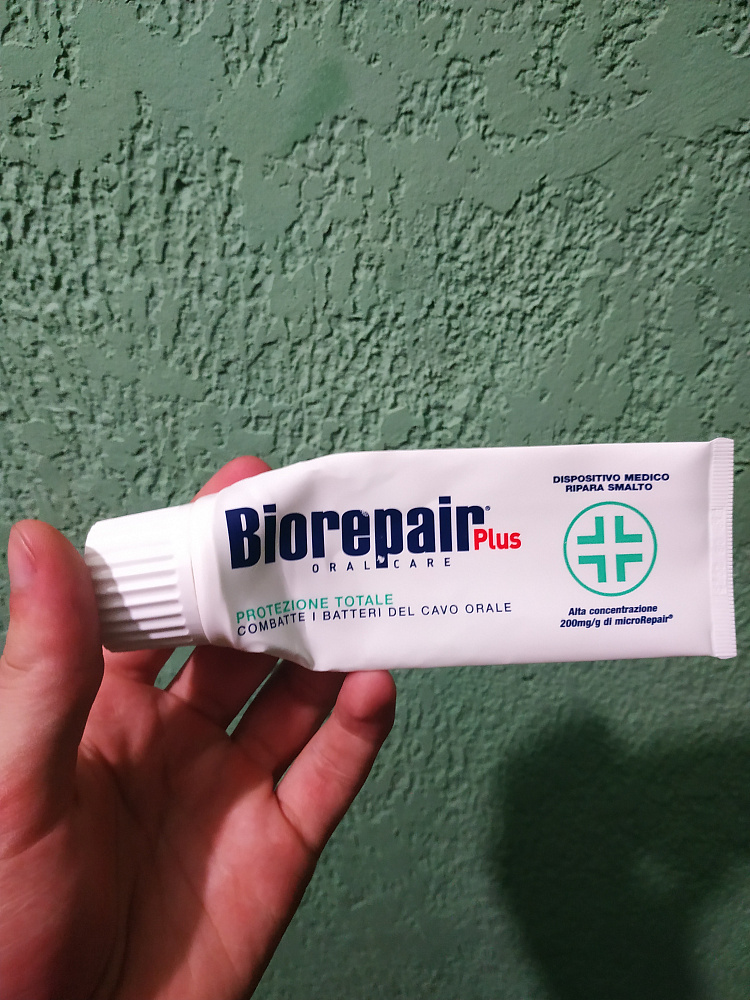 Biorepair® Plus
ORAL CARE
PROTEZIONE TOTALE
COMBATTE I BATTERI DEL CAVO ORALE
DISPOSITIVO MEDICO
RIPARA SMALTO
Alta concentrazione
200mg/g di microRepair®